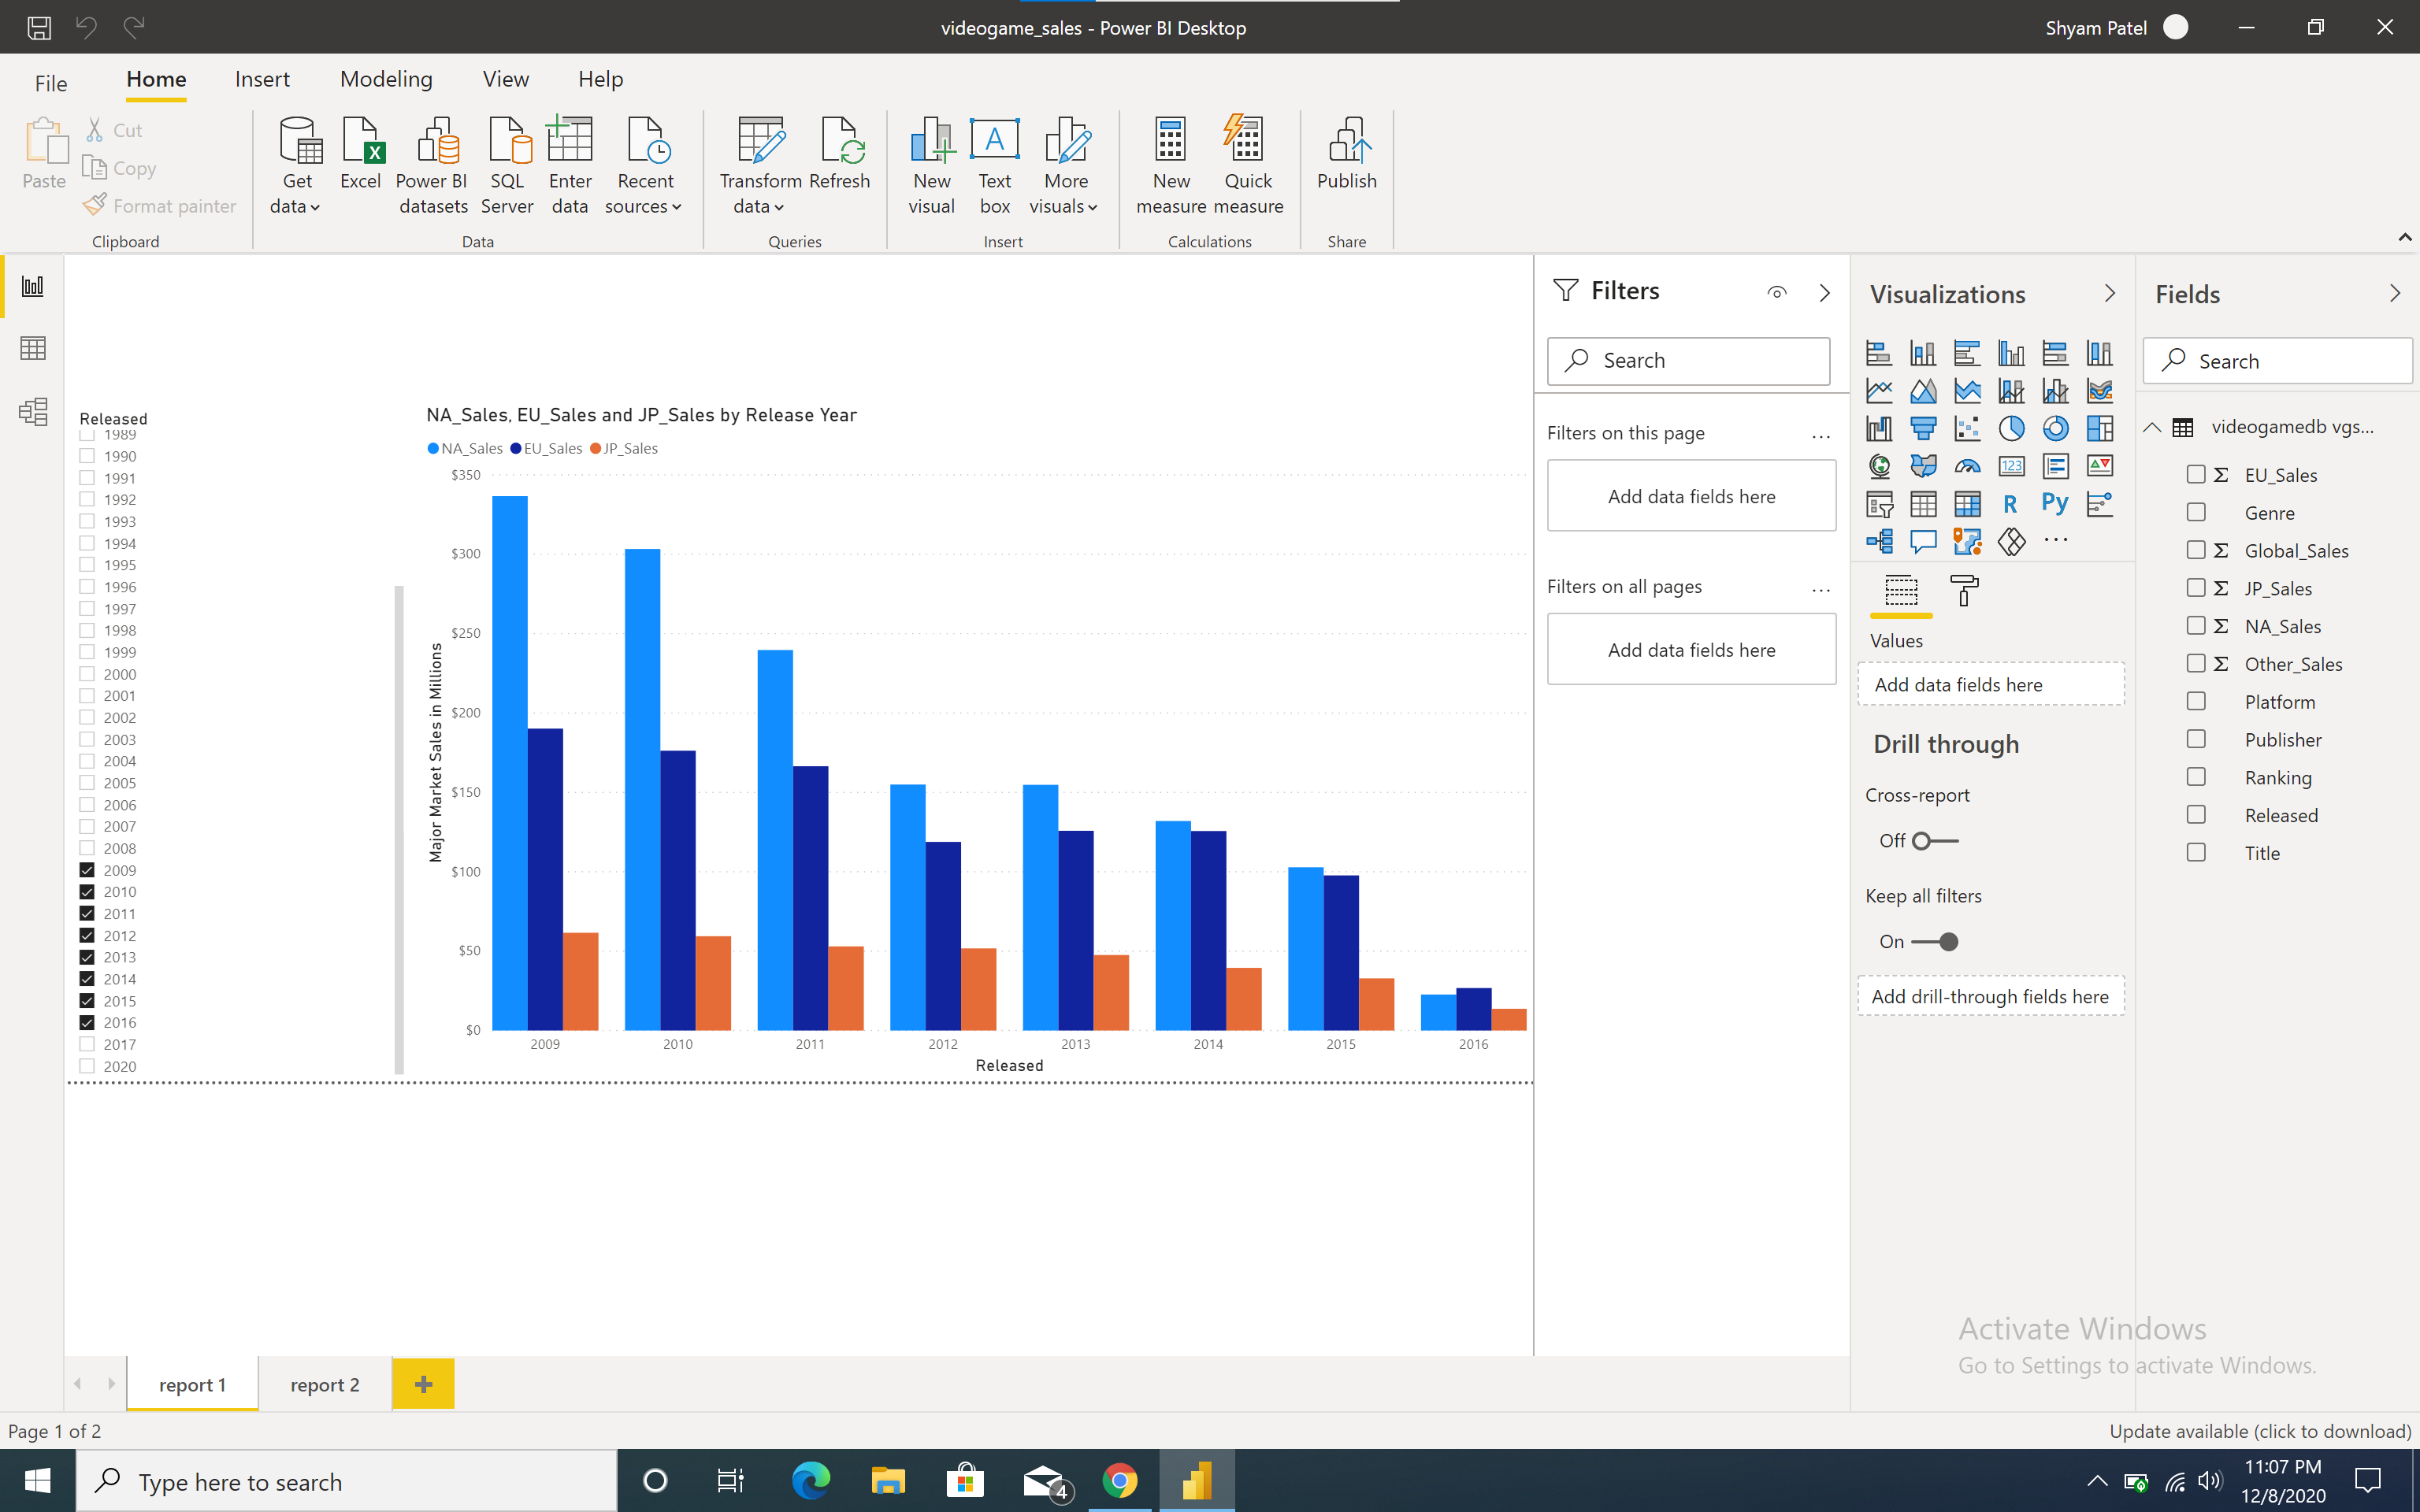 videogame_sales - Power BI Desktop
Shyam Patel
File
Home
Insert
Modeling
View
Help
Paste
Cut
Copy
Format painter
Clipboard
Get data
Excel
Power BI datasets
SQL Server
Enter data
Recent sources
Data
Transform data
Refresh
Queries
New visual
Text box
More visuals
Insert
New measure
Quick measure
Calculations
Publish
Share
Released
1989
1990
1991
1992
1993
1994
1995
1996
1997
1998
1999
2000
2001
2002
2003
2004
2005
2006
2007
2008
2009
2010
2011
2012
2013
2014
2015
2016
2017
2020
NA_Sales, EU_Sales and JP_Sales by Release Year
NA_Sales EU_Sales JP_Sales
Major Market Sales in Millions
$350
$300
$250
$200
$150
$100
$50
$0
2009 2010 2011 2012 2013 2014 2015 2016
Released
Filters
Search
Filters on this page
Add data fields here
Filters on all pages
Add data fields here
Visualizations
123
R
Py
Values
Add data fields here
Drill through
Cross-report
Off
Keep all filters
On
Add drill-through fields here
Fields
Search
videogamedb vgs...
EU_Sales
Genre
Global_Sales
JP_Sales
NA_Sales
Other_Sales
Platform
Publisher
Ranking
Released
Title
Activate Windows
Go to Settings to activate Windows.
report 1
report 2
Page 1 of 2
Update available (click to download)
Type here to search
4
11:07 PM
12/8/2020